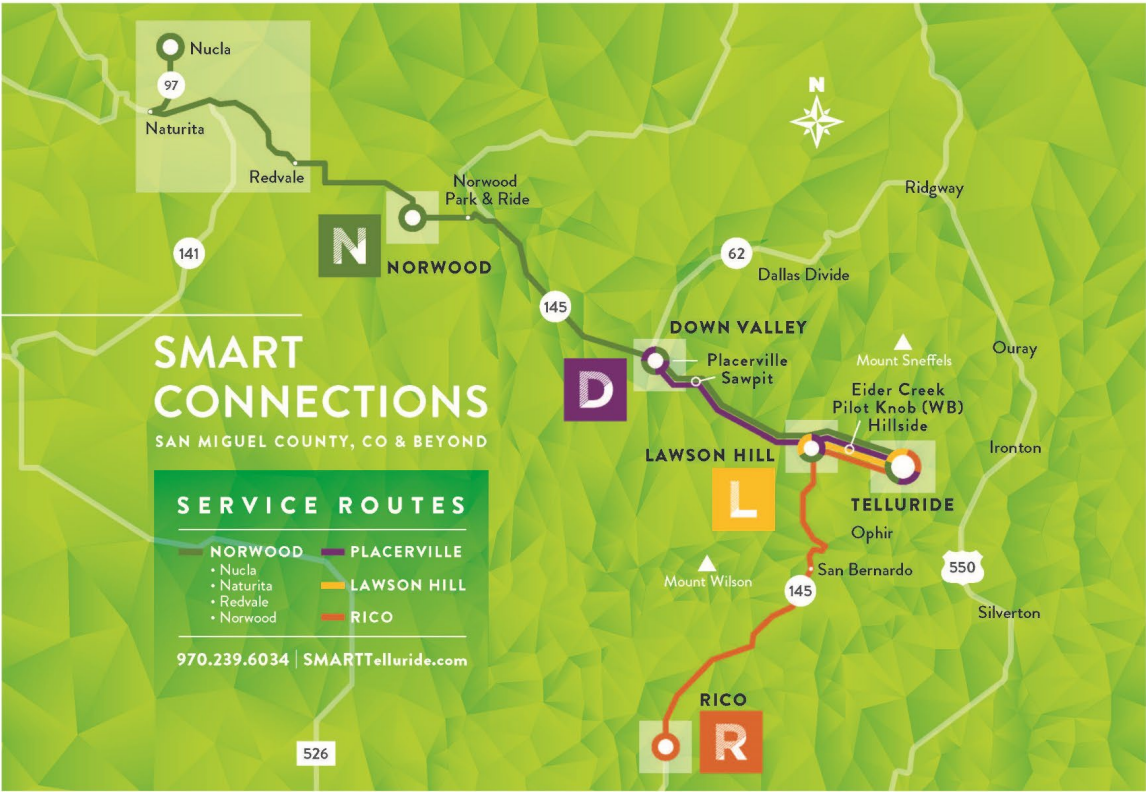 Nucla
97
Naturita
Redvale
Norwood
Park & Ride
N
Ridgway
N
NORWOOD
141
62
Dallas Divide
145
DOWN VALLEY
Placerville
Sawpit
D
Mount Sneffels
Ouray
SMART
CONNECTIONS
SAN MIGUEL COUNTY, CO & BEYOND
Eider Creek
Pilot Knob (WB)
Hillside
LAWSON HILL
L
Ironton
TELLURIDE
Ophir
SERVICE ROUTES
NORWOOD
• Nucla
• Naturita
• Redvale
• Norwood
PLACERVILLE
LAWSON HILL
RICO
970.239.6034 | SMARTTelluride.com
Mount Wilson
San Bernardo
145
550
Silverton
RICO
R
526